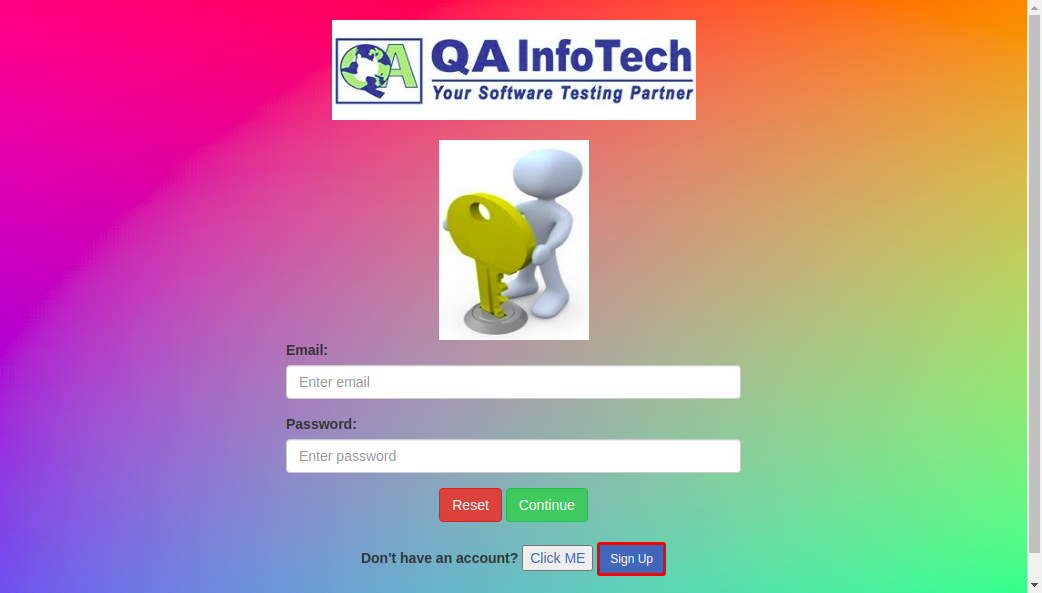 QA QA InfoTech
Your Software Testing Partner
Email:
Enter email
Password:
Enter password
Reset Continue
Don't have an account? Click ME Sign Up